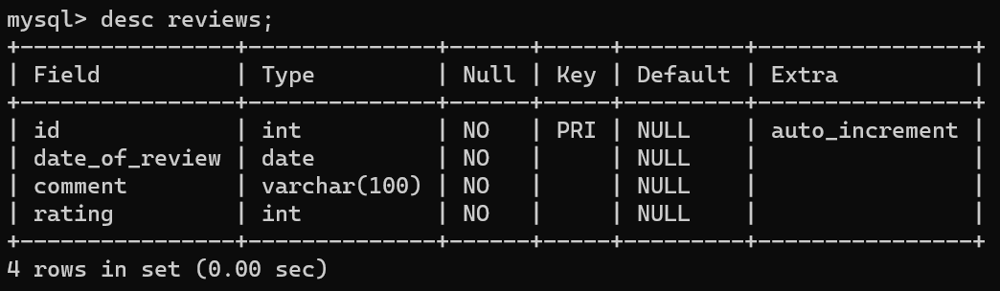 mysql> desc reviews;
+----------------+--------------+------+-----+---------+----------------+
| Field          | Type         | Null | Key | Default | Extra          |
+----------------+--------------+------+-----+---------+----------------+
| id             | int          | NO   | PRI | NULL    | auto_increment |
| date_of_review | date         | NO   |     | NULL    |                |
| comment        | varchar(100) | NO   |     | NULL    |                |
| rating         | int          | NO   |     | NULL    |                |
+----------------+--------------+------+-----+---------+----------------+
4 rows in set (0.00 sec)